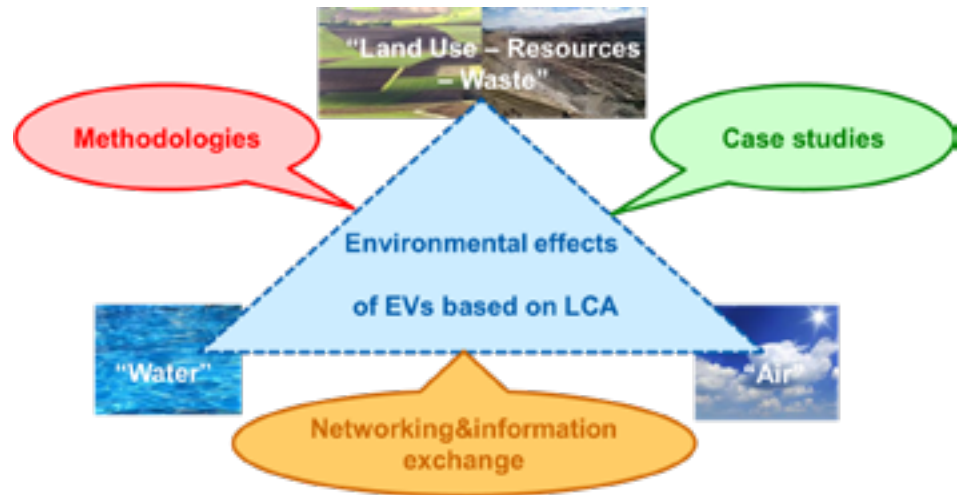 “Land Use – Resources
– Waste”
Methodologies
Case studies
Environmental effects
of EVs based on LCA
“Water”
“Air”
Networking&information
exchange